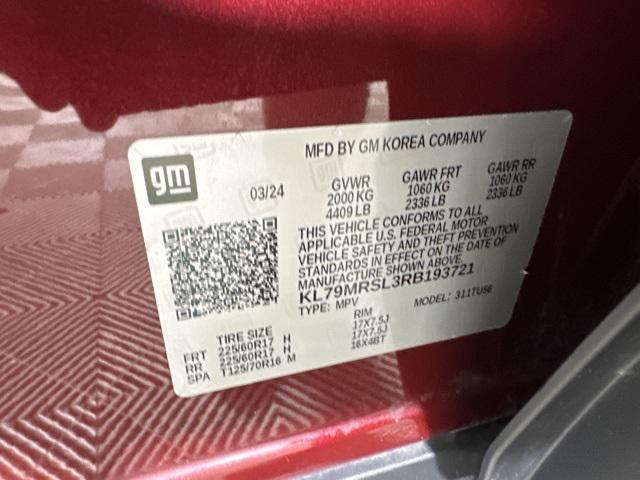 MFD BY GM KOREA COMPANY
gm
03/24
GVWR GAWR FRT GAWR RR
2000 KG 1060 KG 1060 KG
4409 LB 2336 LB 2336 LB
THIS VEHICLE CONFORMS TO ALL
APPLICABLE U.S. FEDERAL MOTOR
VEHICLE SAFETY AND THEFT PREVENTION
STANDARDS IN EFFECT ON THE DATE OF
MANUFACTURE SHOWN ABOVE.
KL79MRSL3RB193721
TYPE: MPV MODEL: 311TU56
TIRE SIZE RIM
FRT 225/60R17 H 17X7.5J
RR 225/60R17 H 17X7.5J
SPA T125/70R16 M 16X4BT